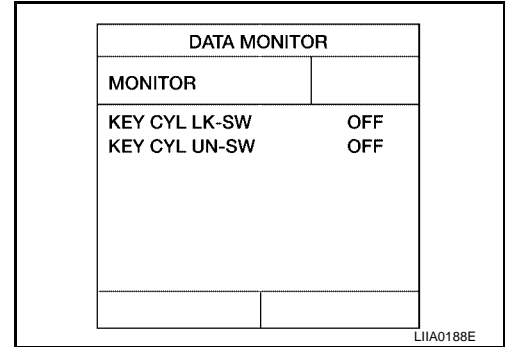 DATA MONITOR
MONITOR
KEY CYL LK-SW OFF
KEY CYL UN-SW OFF
LIIA0188E